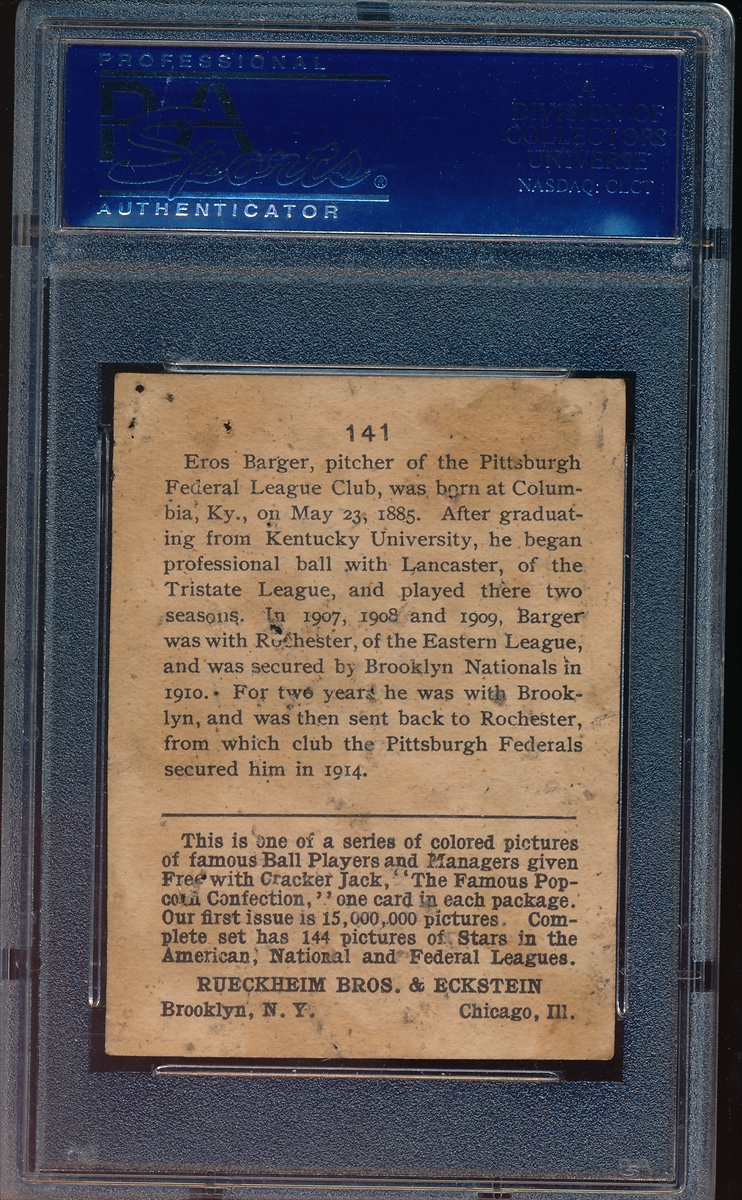 PROFESSIONAL
PSA
Sports®
AUTHENTICATOR
A
DIVISION OF
COLLECTORS
UNIVERSE
NASDAQ: CLCT
141
Eros Barger, pitcher of the Pittsburgh
Federal League Club, was born at Colum-
bia, Ky., on May 23, 1885. After graduat-
ing from Kentucky University, he began
professional ball with Lancaster, of the
Tristate League, and played there two
seasons. In 1907, 1908 and 1909, Barger
was with Rochester, of the Eastern League,
and was secured by Brooklyn Nationals in
1910. For two years he was with Brook-
lyn, and was then sent back to Rochester,
from which club the Pittsburgh Federals
secured him in 1914.
This is one of a series of colored pictures
of famous Ball Players and Managers given
Free with Cracker Jack, "The Famous Pop-
corn Confection," one card in each package.
Our first issue is 15,000,000 pictures. Com-
plete set has 144 pictures of Stars in the
American, National and Federal Leagues.
RUECKHEIM BROS. & ECKSTEIN
Brooklyn, N. Y. Chicago, Ill.